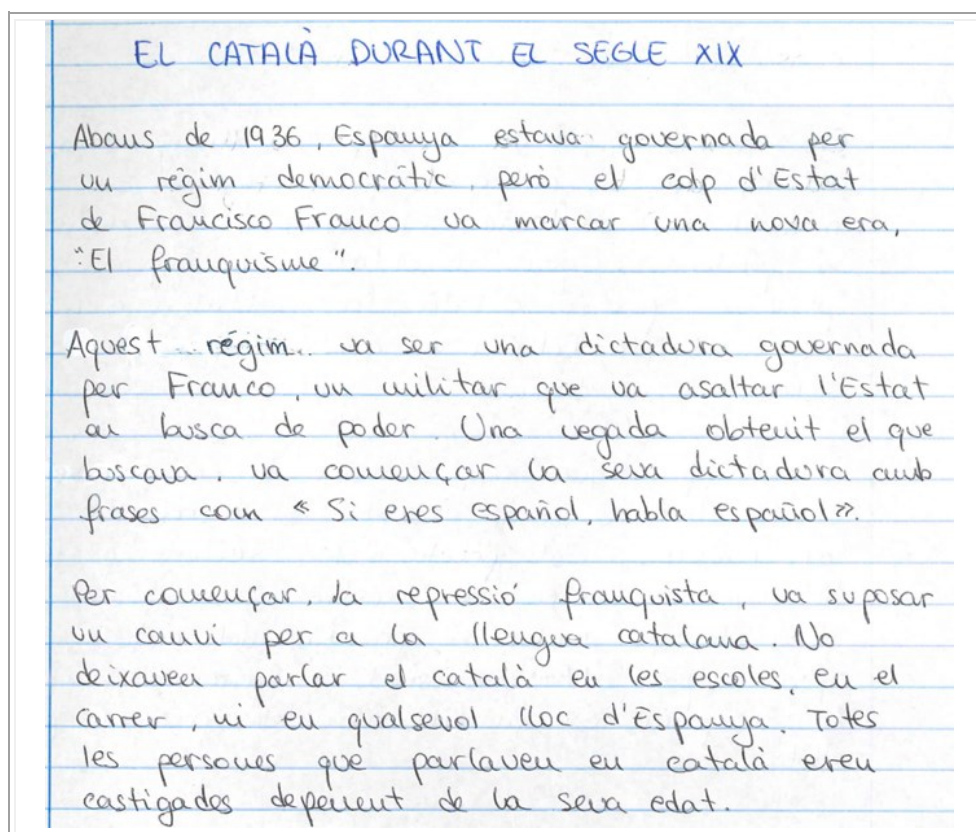 EL CATALÀ DURANT EL SEGLE XIX
Abans de 1936, Espanya estava governada per
un règim democràtic, però el colp d'Estat
de Francisco Franco va marcar una nova era,
"El franquisme".
Aquest régim va ser una dictadura governada
per Franco, un militar que va asaltar l'Estat
en busca de poder. Una vegada obtenit el que
buscava, va començar la seva dictadura amb
frases com « Si eres español, habla español».
Per començar, la repressió franquista, va suposar
un canvi per a la llengua catalana. No
deixaven parlar el català en les escoles, en el
carrer, ni en qualsevol lloc d'Espanya. Totes
les persones que parlaven en català eren
castigades depenent de la seva edat.